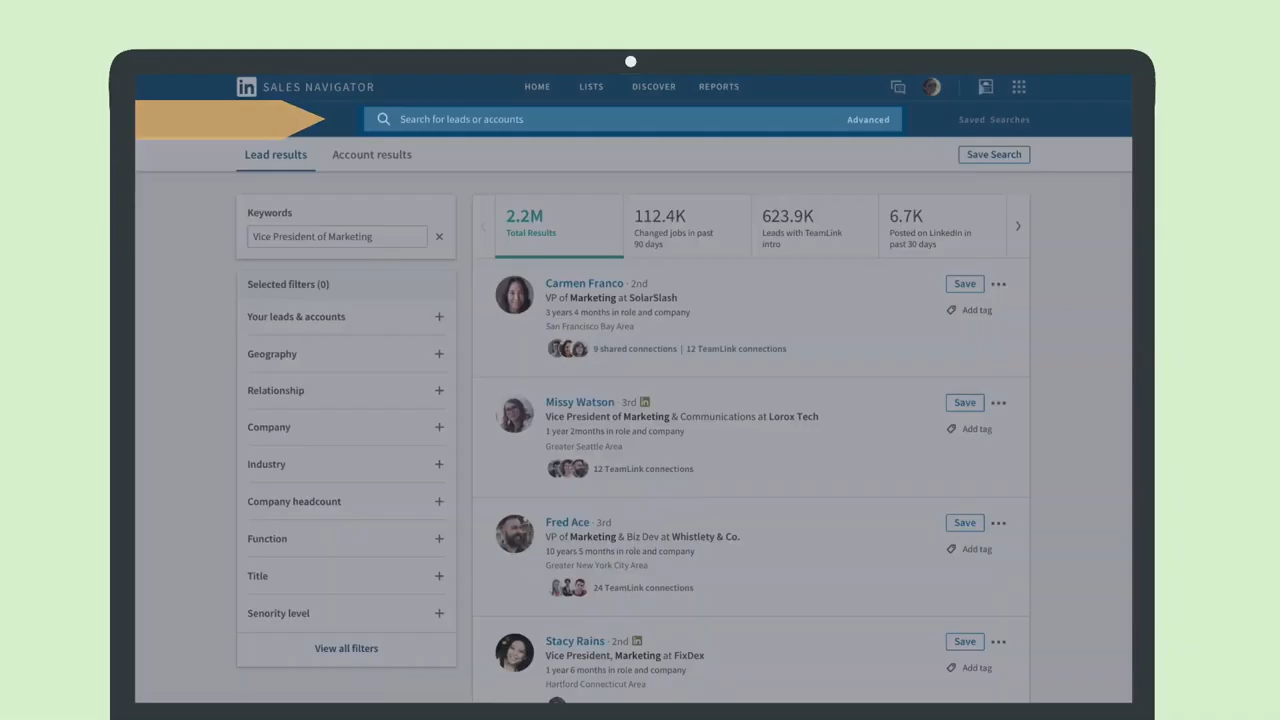 in SALES NAVIGATOR
HOME LISTS DISCOVER REPORTS
Search for leads or accounts Advanced
Saved Searches
Lead results Account results
Save Search
Keywords
Vice President of Marketing
Selected filters (0)
Your leads & accounts
Geography
Relationship
Company
Industry
Company headcount
Function
Title
Senority level
View all filters
2.2M
Total Results
112.4K
Changed jobs in past
90 days
623.9K
Leads with TeamLink
intro
6.7K
Posted on Linkedin in
past 30 days
Carmen Franco · 2nd
VP of Marketing at SolarSlash
3 years 4 months in role and company
San Francisco Bay Area
9 shared connections | 12 TeamLink connections
Save
Add tag
Missy Watson · 3rd in
Vice President of Marketing & Communications at Lorox Tech
1 year 2months in role and company
Greater Seattle Area
12 TeamLink connections
Save
Add tag
Fred Ace · 3rd
VP of Marketing & Biz Dev at Whistlety & Co.
10 years 5 months in role and company
Greater New York City Area
24 TeamLink connections
Save
Add tag
Stacy Rains · 2nd in
Vice President, Marketing at FixDex
1 year 6 months in role and company
Hartford Connecticut Area
Save
Add tag